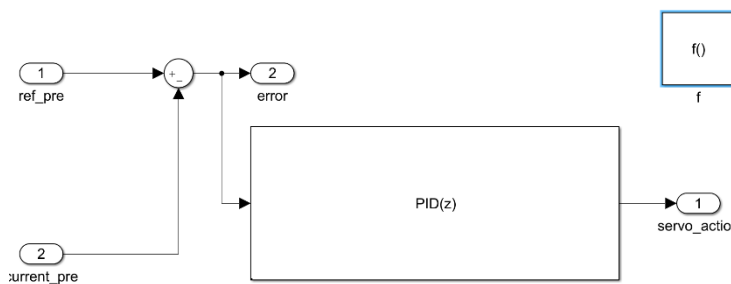 f()
f
1
ref_pre
+
−
2
error
PID(z)
1
servo_actio
2
:urrent_pre